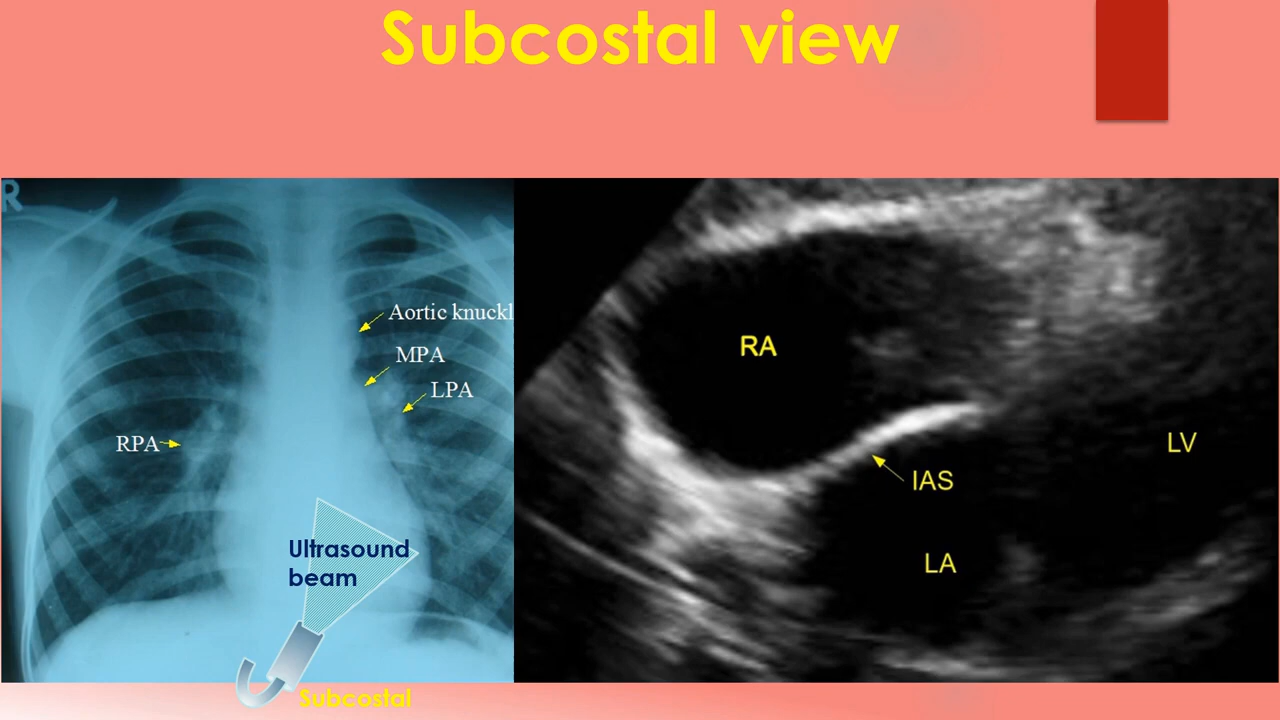 Subcostal view
R
Aortic knuckl
MPA
LPA
RPA
Ultrasound
beam
Subcostal
RA
IAS
LV
LA